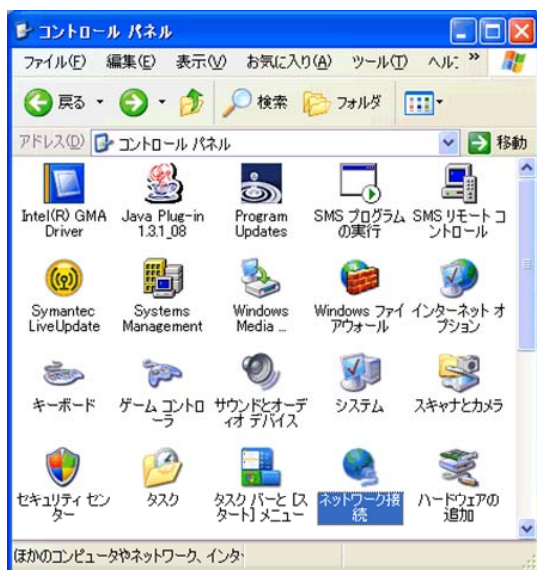 コントロール パネル
ファイル(F) 編集(E) 表示(V) お気に入り(A) ツール(T) ヘル: »
戻る 検索 フォルダ
アドレス(D) コントロール パネル 移動
Intel(R) GMA Driver
Java Plug-in 1.3.1_08
Program Updates
SMS プログラムの実行
SMS リモート コントロール
Symantec LiveUpdate
Systems Management
Windows Media ...
Windows ファイアウォール
インターネット オプション
キーボード
ゲーム コントローラ
サウンドとオーディオ デバイス
システム
スキャナとカメラ
セキュリティ センター
タスク
タスク バーと [スタート] メニュー
ネットワーク接続
ハードウェアの追加
ほかのコンピュータやネットワーク、インタ